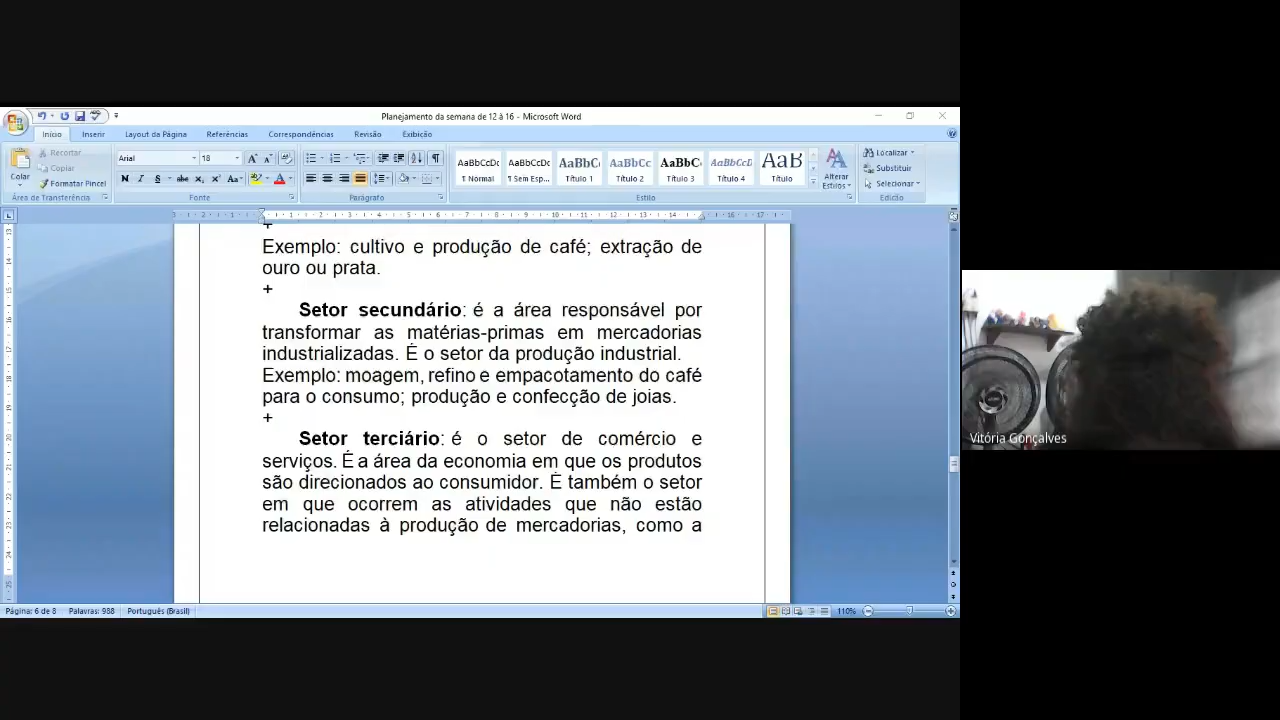 Planejamento da semana de 12 à 16 - Microsoft Word
Início Inserir Layout da Página Referências Correspondências Revisão Exibição
Colar
Recortar
Copiar
Formatar Pincel
Área de Transferência
Arial 18
Fonte
Parágrafo
AaBbCcDc AaBbCcDc AaBbC AaBbCc AaBbC AaBbCcD AaB
¶ Normal ¶ Sem Esp... Título 1 Título 2 Título 3 Título 4 Título
Alterar Estilos
Estilo
Localizar
Substituir
Selecionar
Edição
+
Exemplo: cultivo e produção de café; extração de
ouro ou prata.
+
Setor secundário: é a área responsável por
transformar as matérias-primas em mercadorias
industrializadas. É o setor da produção industrial.
Exemplo: moagem, refino e empacotamento do café
para o consumo; produção e confecção de joias.
+
Setor terciário: é o setor de comércio e
serviços. É a área da economia em que os produtos
são direcionados ao consumidor. É também o setor
em que ocorrem as atividades que não estão
relacionadas à produção de mercadorias, como a
Página: 6 de 8 Palavras: 988 Português (Brasil) 110%
Vitória Gonçalves